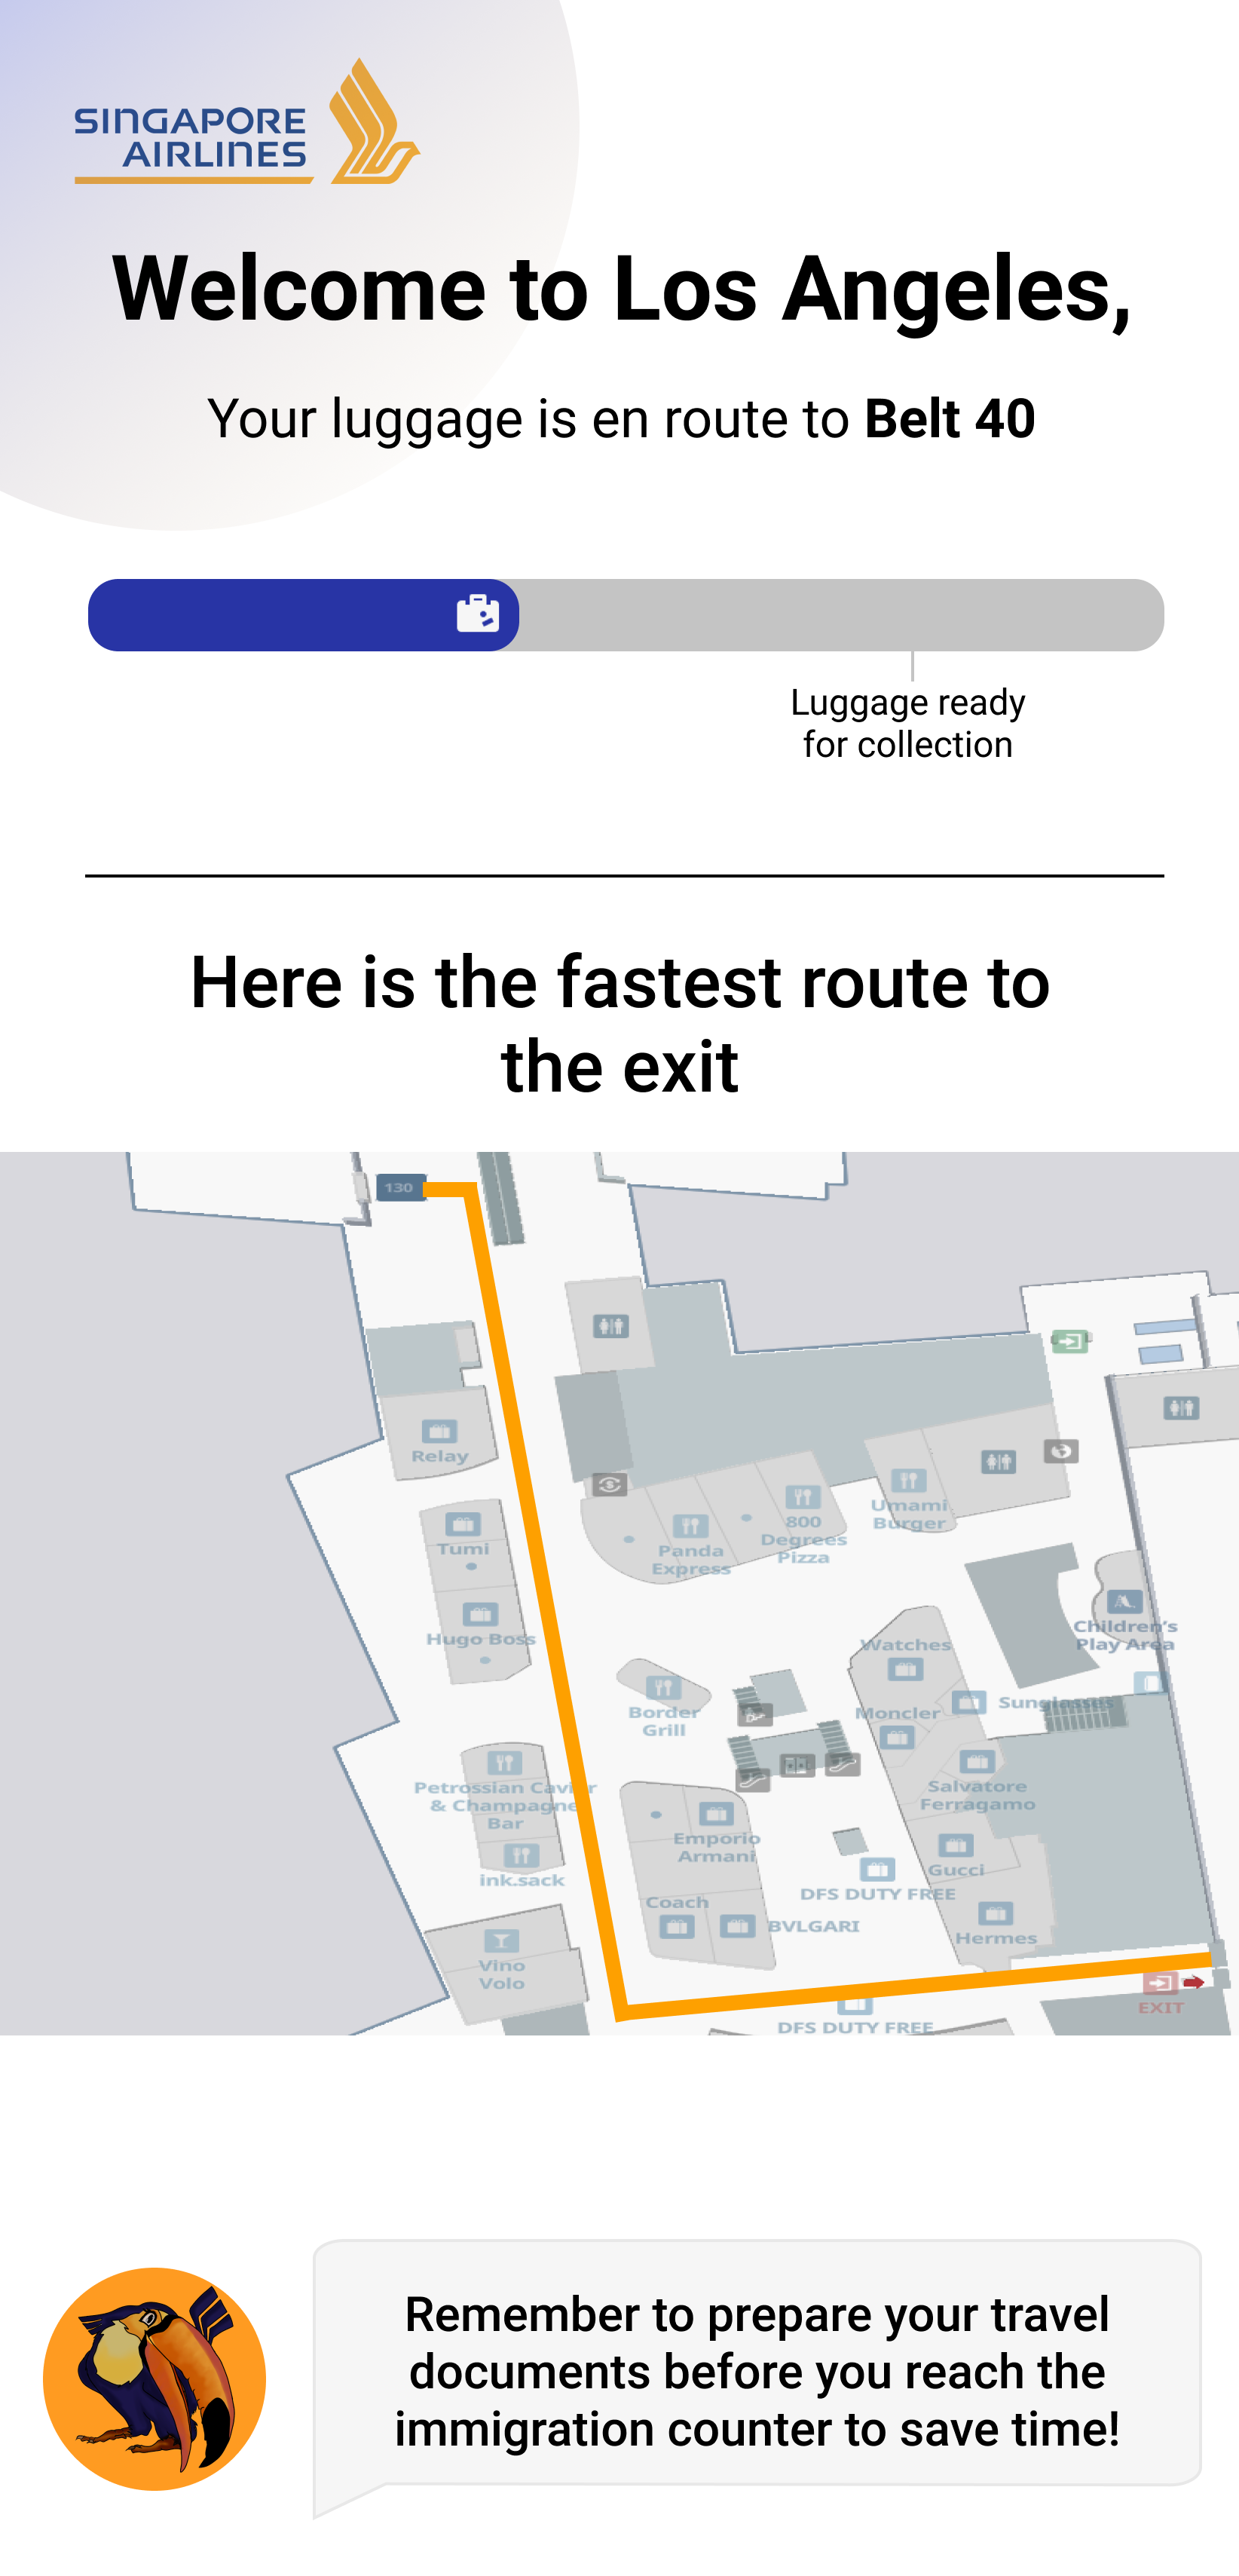 SINGAPORE
AIRLINES
Welcome to Los Angeles,
Your luggage is en route to Belt 40
Luggage ready
for collection
Here is the fastest route to
the exit
130
Relay
Tumi
Hugo Boss
Panda
Express
800
Degrees
Pizza
Umami
Burger
Children's
Play Area
Watches
Sunglasses
Moncler
Border
Grill
Salvatore
Ferragamo
Petrossian Caviar
& Champagne
Bar
ink.sack
Emporio
Armani
Gucci
DFS DUTY FREE
Coach
BVLGARI
Hermes
Vino
Volo
EXIT
DFS DUTY FREE
Remember to prepare your travel
documents before you reach the
immigration counter to save time!